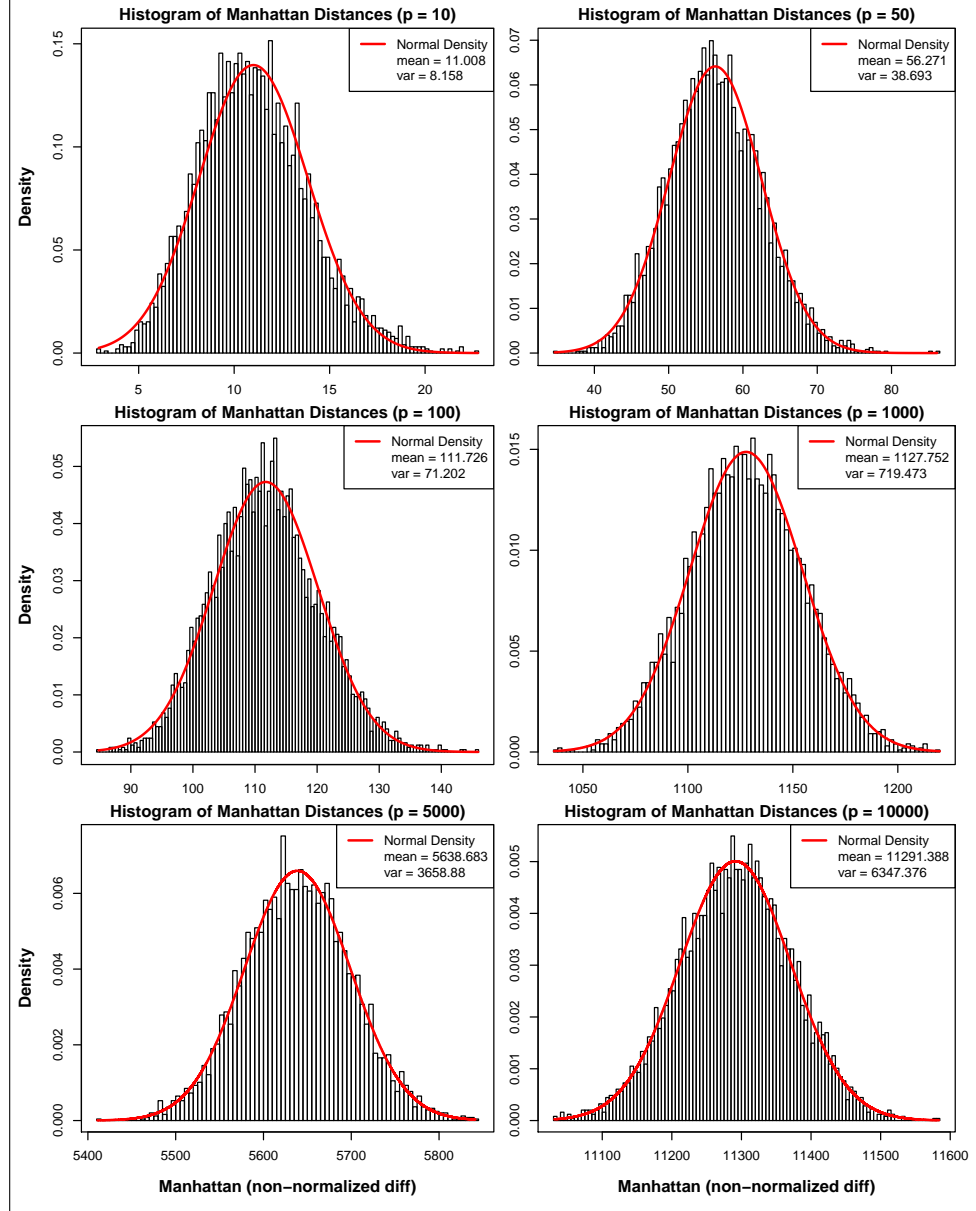 Histogram of Manhattan Distances (p = 10)
Normal Density
mean = 11.008
var = 8.158
Density
0.00
0.05
0.10
0.15
5
10
15
20
Histogram of Manhattan Distances (p = 50)
Normal Density
mean = 56.271
var = 38.693
0.00
0.01
0.02
0.03
0.04
0.05
0.06
0.07
40
50
60
70
80
Histogram of Manhattan Distances (p = 100)
Normal Density
mean = 111.726
var = 71.202
Density
0.00
0.01
0.02
0.03
0.04
0.05
90
100
110
120
130
140
Histogram of Manhattan Distances (p = 1000)
Normal Density
mean = 1127.752
var = 719.473
0.000
0.005
0.010
0.015
1050
1100
1150
1200
Histogram of Manhattan Distances (p = 5000)
Normal Density
mean = 5638.683
var = 3658.88
Density
0.000
0.002
0.004
0.006
5400
5500
5600
5700
5800
Manhattan (non−normalized diff)
Histogram of Manhattan Distances (p = 10000)
Normal Density
mean = 11291.388
var = 6347.376
0.000
0.001
0.002
0.003
0.004
0.005
11100
11200
11300
11400
11500
11600
Manhattan (non−normalized diff)